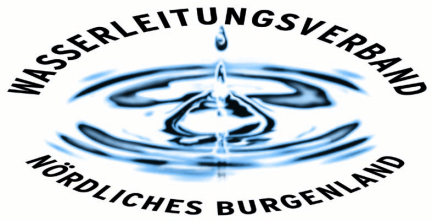 WASSERLEITUNGSVERBAND
NÖRDLICHES BURGENLAND